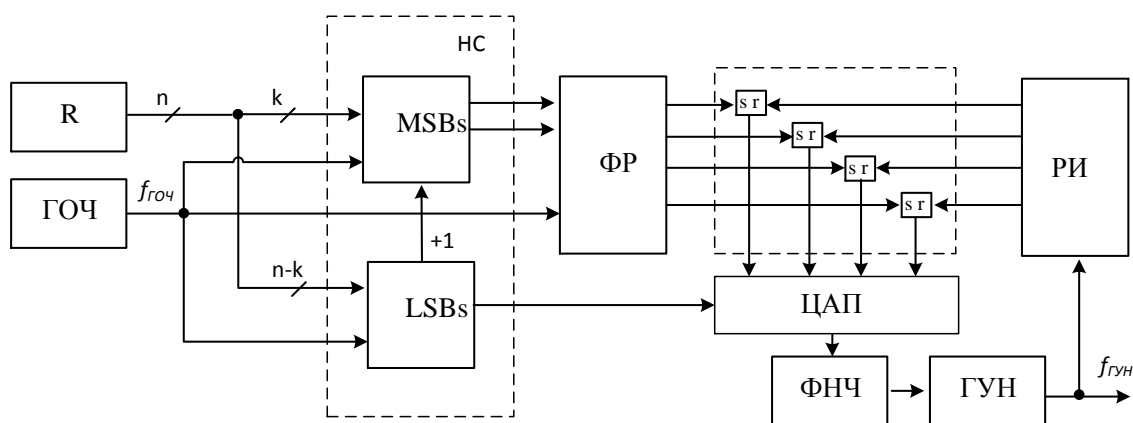 НС
n
k
R
MSBs
s r
s r
ФР
s r
РИ
ГОЧ
fГОЧ
s r
+1
n-k
LSBs
ЦАП
fГУН
ФНЧ
ГУН